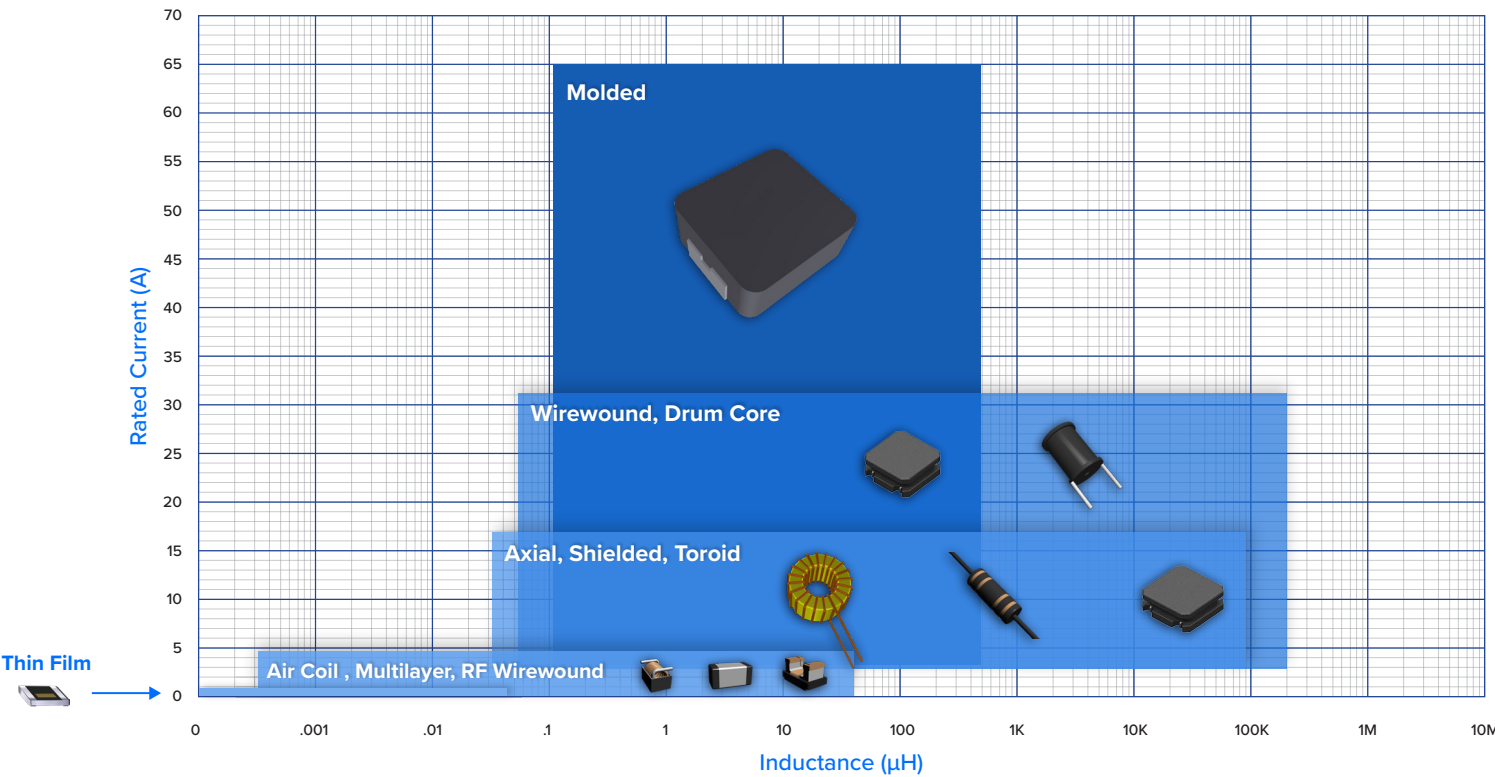 70
65
60
55
50
45
40
35
30
25
20
15
10
5
0
Rated Current (A)
Molded
Wirewound, Drum Core
Axial, Shielded, Toroid
Air Coil , Multilayer, RF Wirewound
Thin Film
0 .001 .01 .1 1 10 100 1K 10K 100K 1M 10M
Inductance (µH)